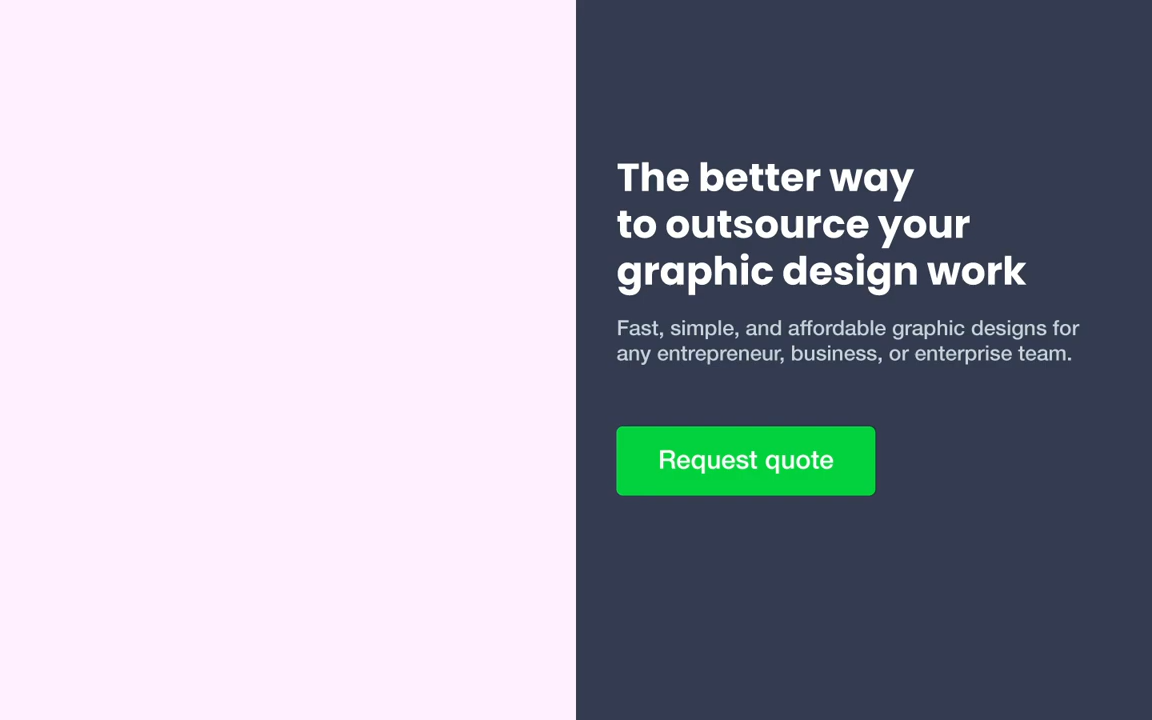 The better way
to outsource your
graphic design work
Fast, simple, and affordable graphic designs for
any entrepreneur, business, or enterprise team.
Request quote